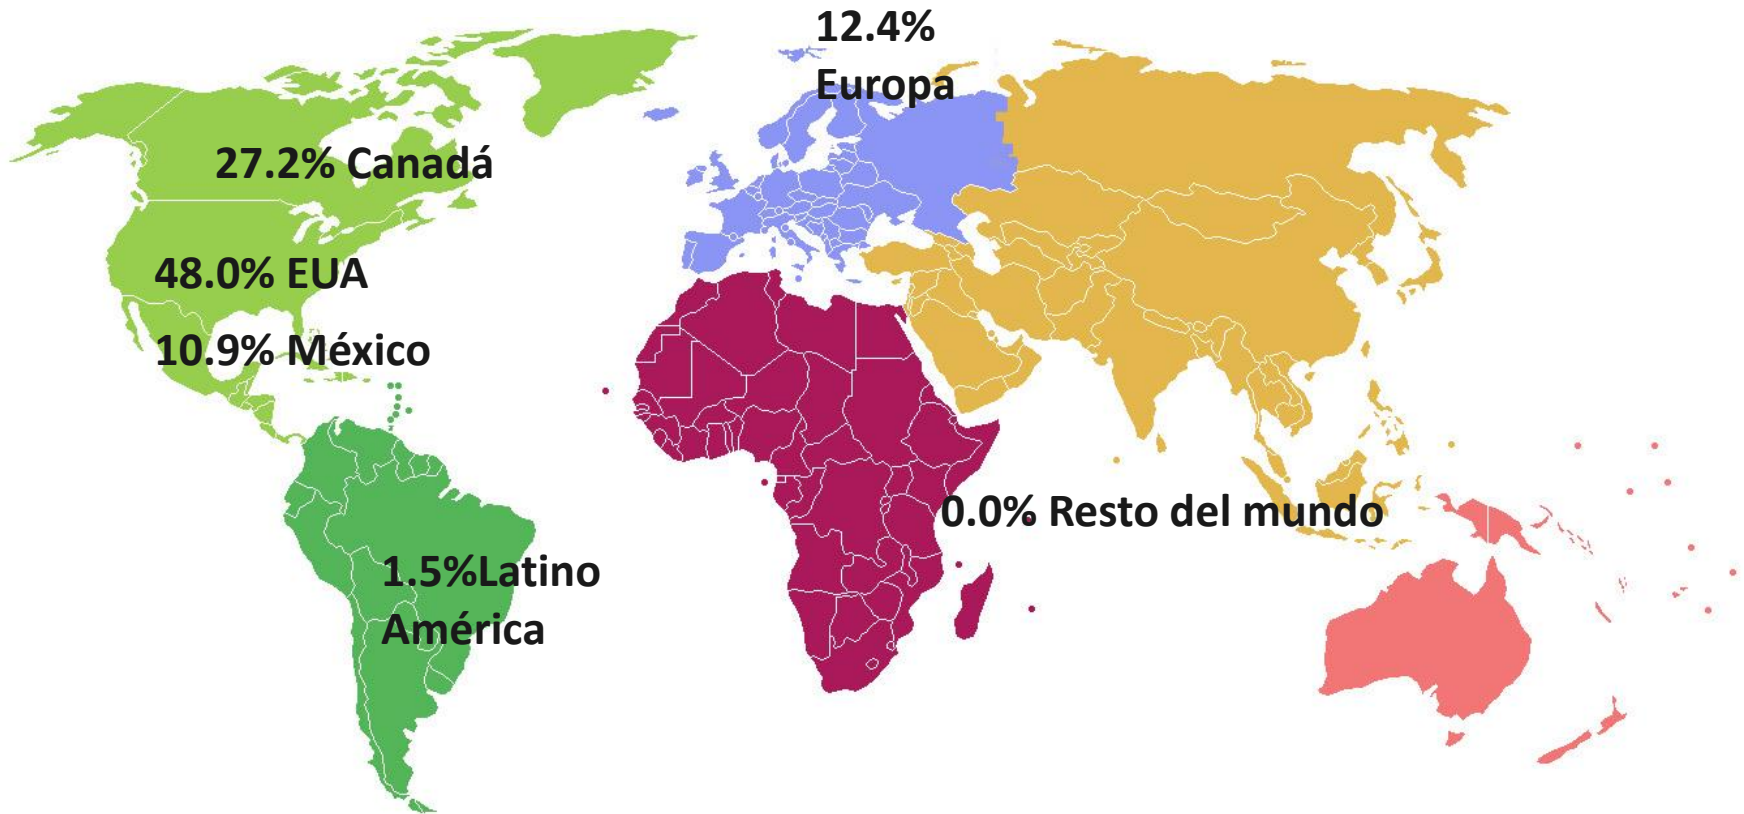 12.4%
Europa
27.2% Canadá
48.0% EUA
10.9% México
0.0% Resto del mundo
1.5%Latino
América